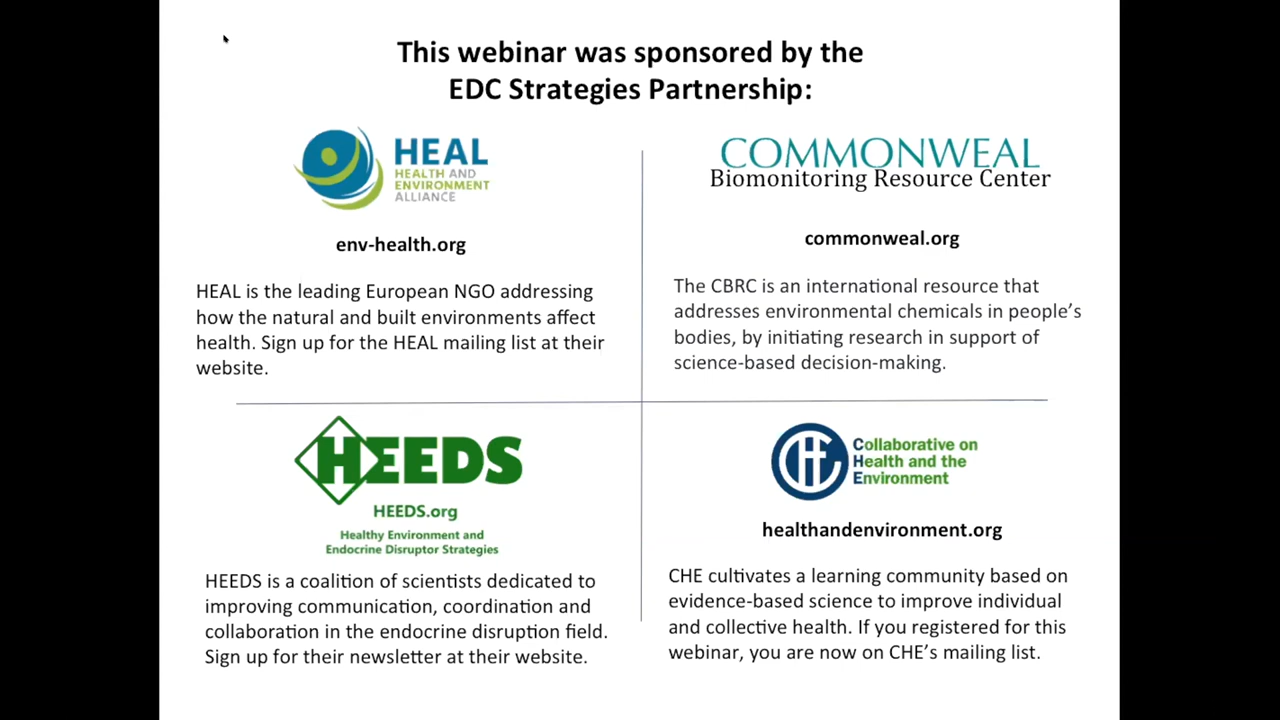 This webinar was sponsored by the
EDC Strategies Partnership:
HEAL
HEALTH AND
ENVIRONMENT
ALLIANCE
env-health.org
HEAL is the leading European NGO addressing
how the natural and built environments affect
health. Sign up for the HEAL mailing list at their
website.
COMMONWEAL
Biomonitoring Resource Center
commonweal.org
The CBRC is an international resource that
addresses environmental chemicals in people's
bodies, by initiating research in support of
science-based decision-making.
HEEDS
HEEDS.org
Healthy Environment and
Endocrine Disruptor Strategies
HEEDS is a coalition of scientists dedicated to
improving communication, coordination and
collaboration in the endocrine disruption field.
Sign up for their newsletter at their website.
CHE
Collaborative on
Health and the
Environment
healthandenvironment.org
CHE cultivates a learning community based on
evidence-based science to improve individual
and collective health. If you registered for this
webinar, you are now on CHE's mailing list.